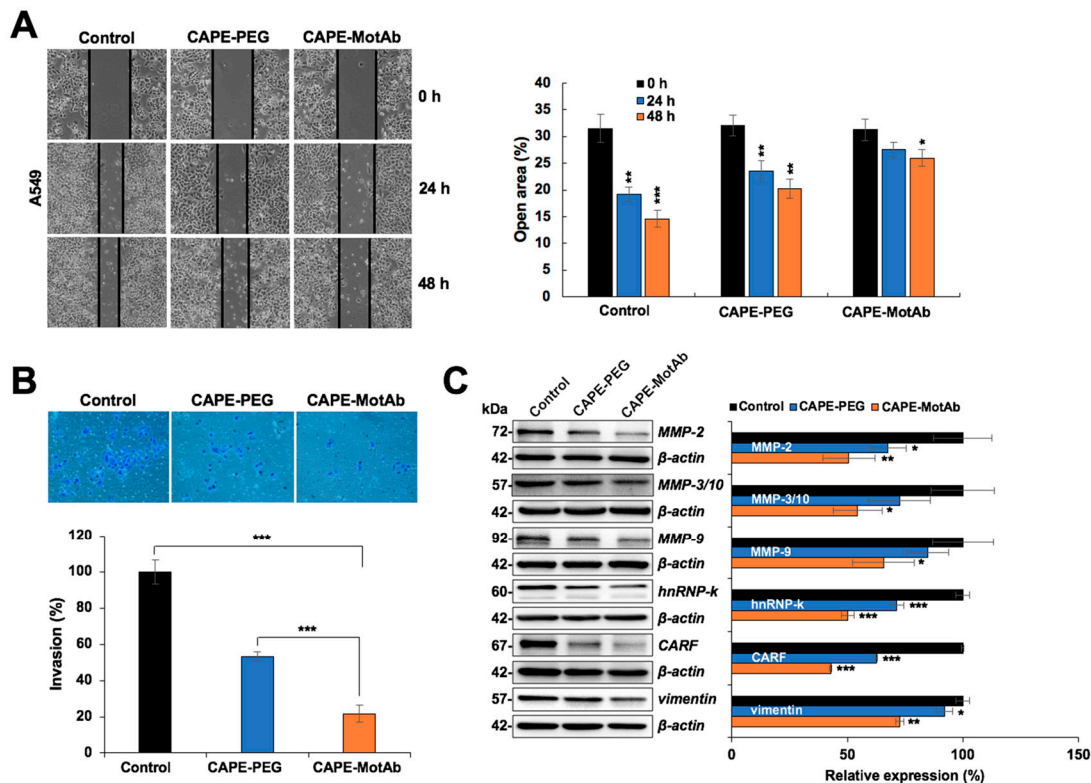 A
Control
CAPE-PEG
CAPE-MotAb
A549
0 h
24 h
48 h
0 h
24 h
48 h
Open area (%)
40
35
30
25
20
15
10
5
0
**
***
**
**
*
Control
CAPE-PEG
CAPE-MotAb
B
Control
CAPE-PEG
CAPE-MotAb
Invasion (%)
120
100
80
60
40
20
0
***
***
Control
CAPE-PEG
CAPE-MotAb
C
kDa
Control
CAPE-PEG
CAPE-MotAb
72- MMP-2
42- β-actin
57- MMP-3/10
42- β-actin
92- MMP-9
42- β-actin
60- hnRNP-k
42- β-actin
67- CARF
42- β-actin
57- vimentin
42- β-actin
Control CAPE-PEG CAPE-MotAb
MMP-2
*
**
MMP-3/10
*
MMP-9
*
hnRNP-k
***
***
CARF
***
***
vimentin
*
**
0 50 100 150
Relative expression (%)